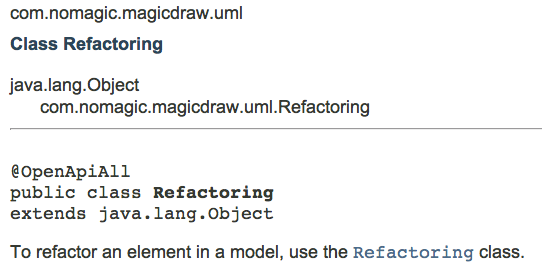 com.nomagic.magicdraw.uml
Class Refactoring
java.lang.Object
com.nomagic.magicdraw.uml.Refactoring
@OpenApiAll
public class Refactoring
extends java.lang.Object
To refactor an element in a model, use the Refactoring class.